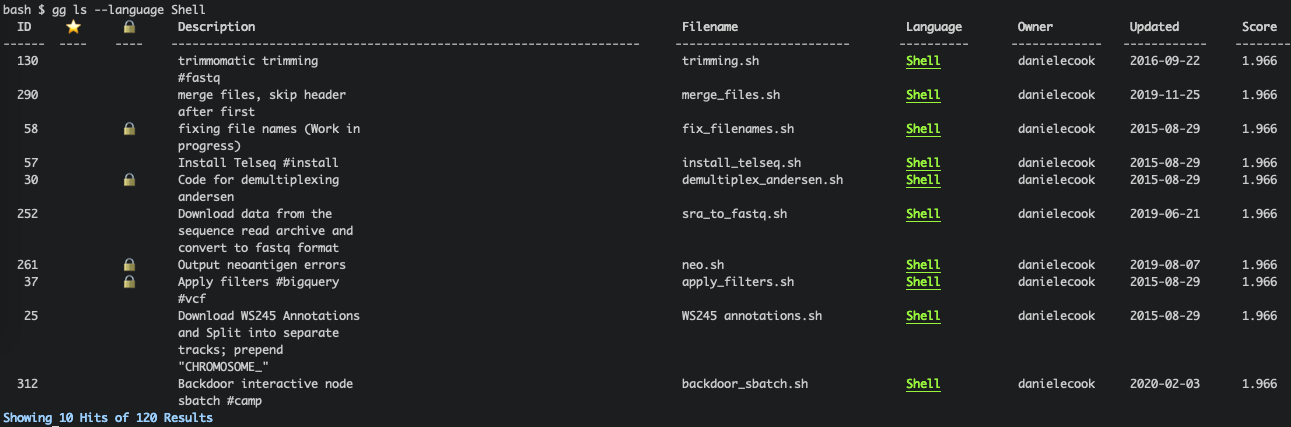 bash $ gg ls --language Shell
ID ⭐ 🔒 Description Filename Language Owner Updated Score
------ ---- ---- ------------------------------------------------------------------ ------------------------- ---------- ------------- ------------ -------
130 trimmomatic trimming trimming.sh Shell danielecook 2016-09-22 1.966
#fastq
290 merge files, skip header merge_files.sh Shell danielecook 2019-11-25 1.966
after first
58 🔒 fixing file names (Work in fix_filenames.sh Shell danielecook 2015-08-29 1.966
progress)
57 Install Telseq #install install_telseq.sh Shell danielecook 2015-08-29 1.966
30 🔒 Code for demultiplexing demultiplex_andersen.sh Shell danielecook 2015-08-29 1.966
andersen
252 Download data from the sra_to_fastq.sh Shell danielecook 2019-06-21 1.966
sequence read archive and
convert to fastq format
261 🔒 Output neoantigen errors neo.sh Shell danielecook 2019-08-07 1.966
37 🔒 Apply filters #bigquery apply_filters.sh Shell danielecook 2015-08-29 1.966
#vcf
25 Download WS245 Annotations WS245 annotations.sh Shell danielecook 2015-08-29 1.966
and Split into separate
tracks; prepend
"CHROMOSOME_"
312 Backdoor interactive node backdoor_sbatch.sh Shell danielecook 2020-02-03 1.966
sbatch #camp
Showing 10 Hits of 120 Results